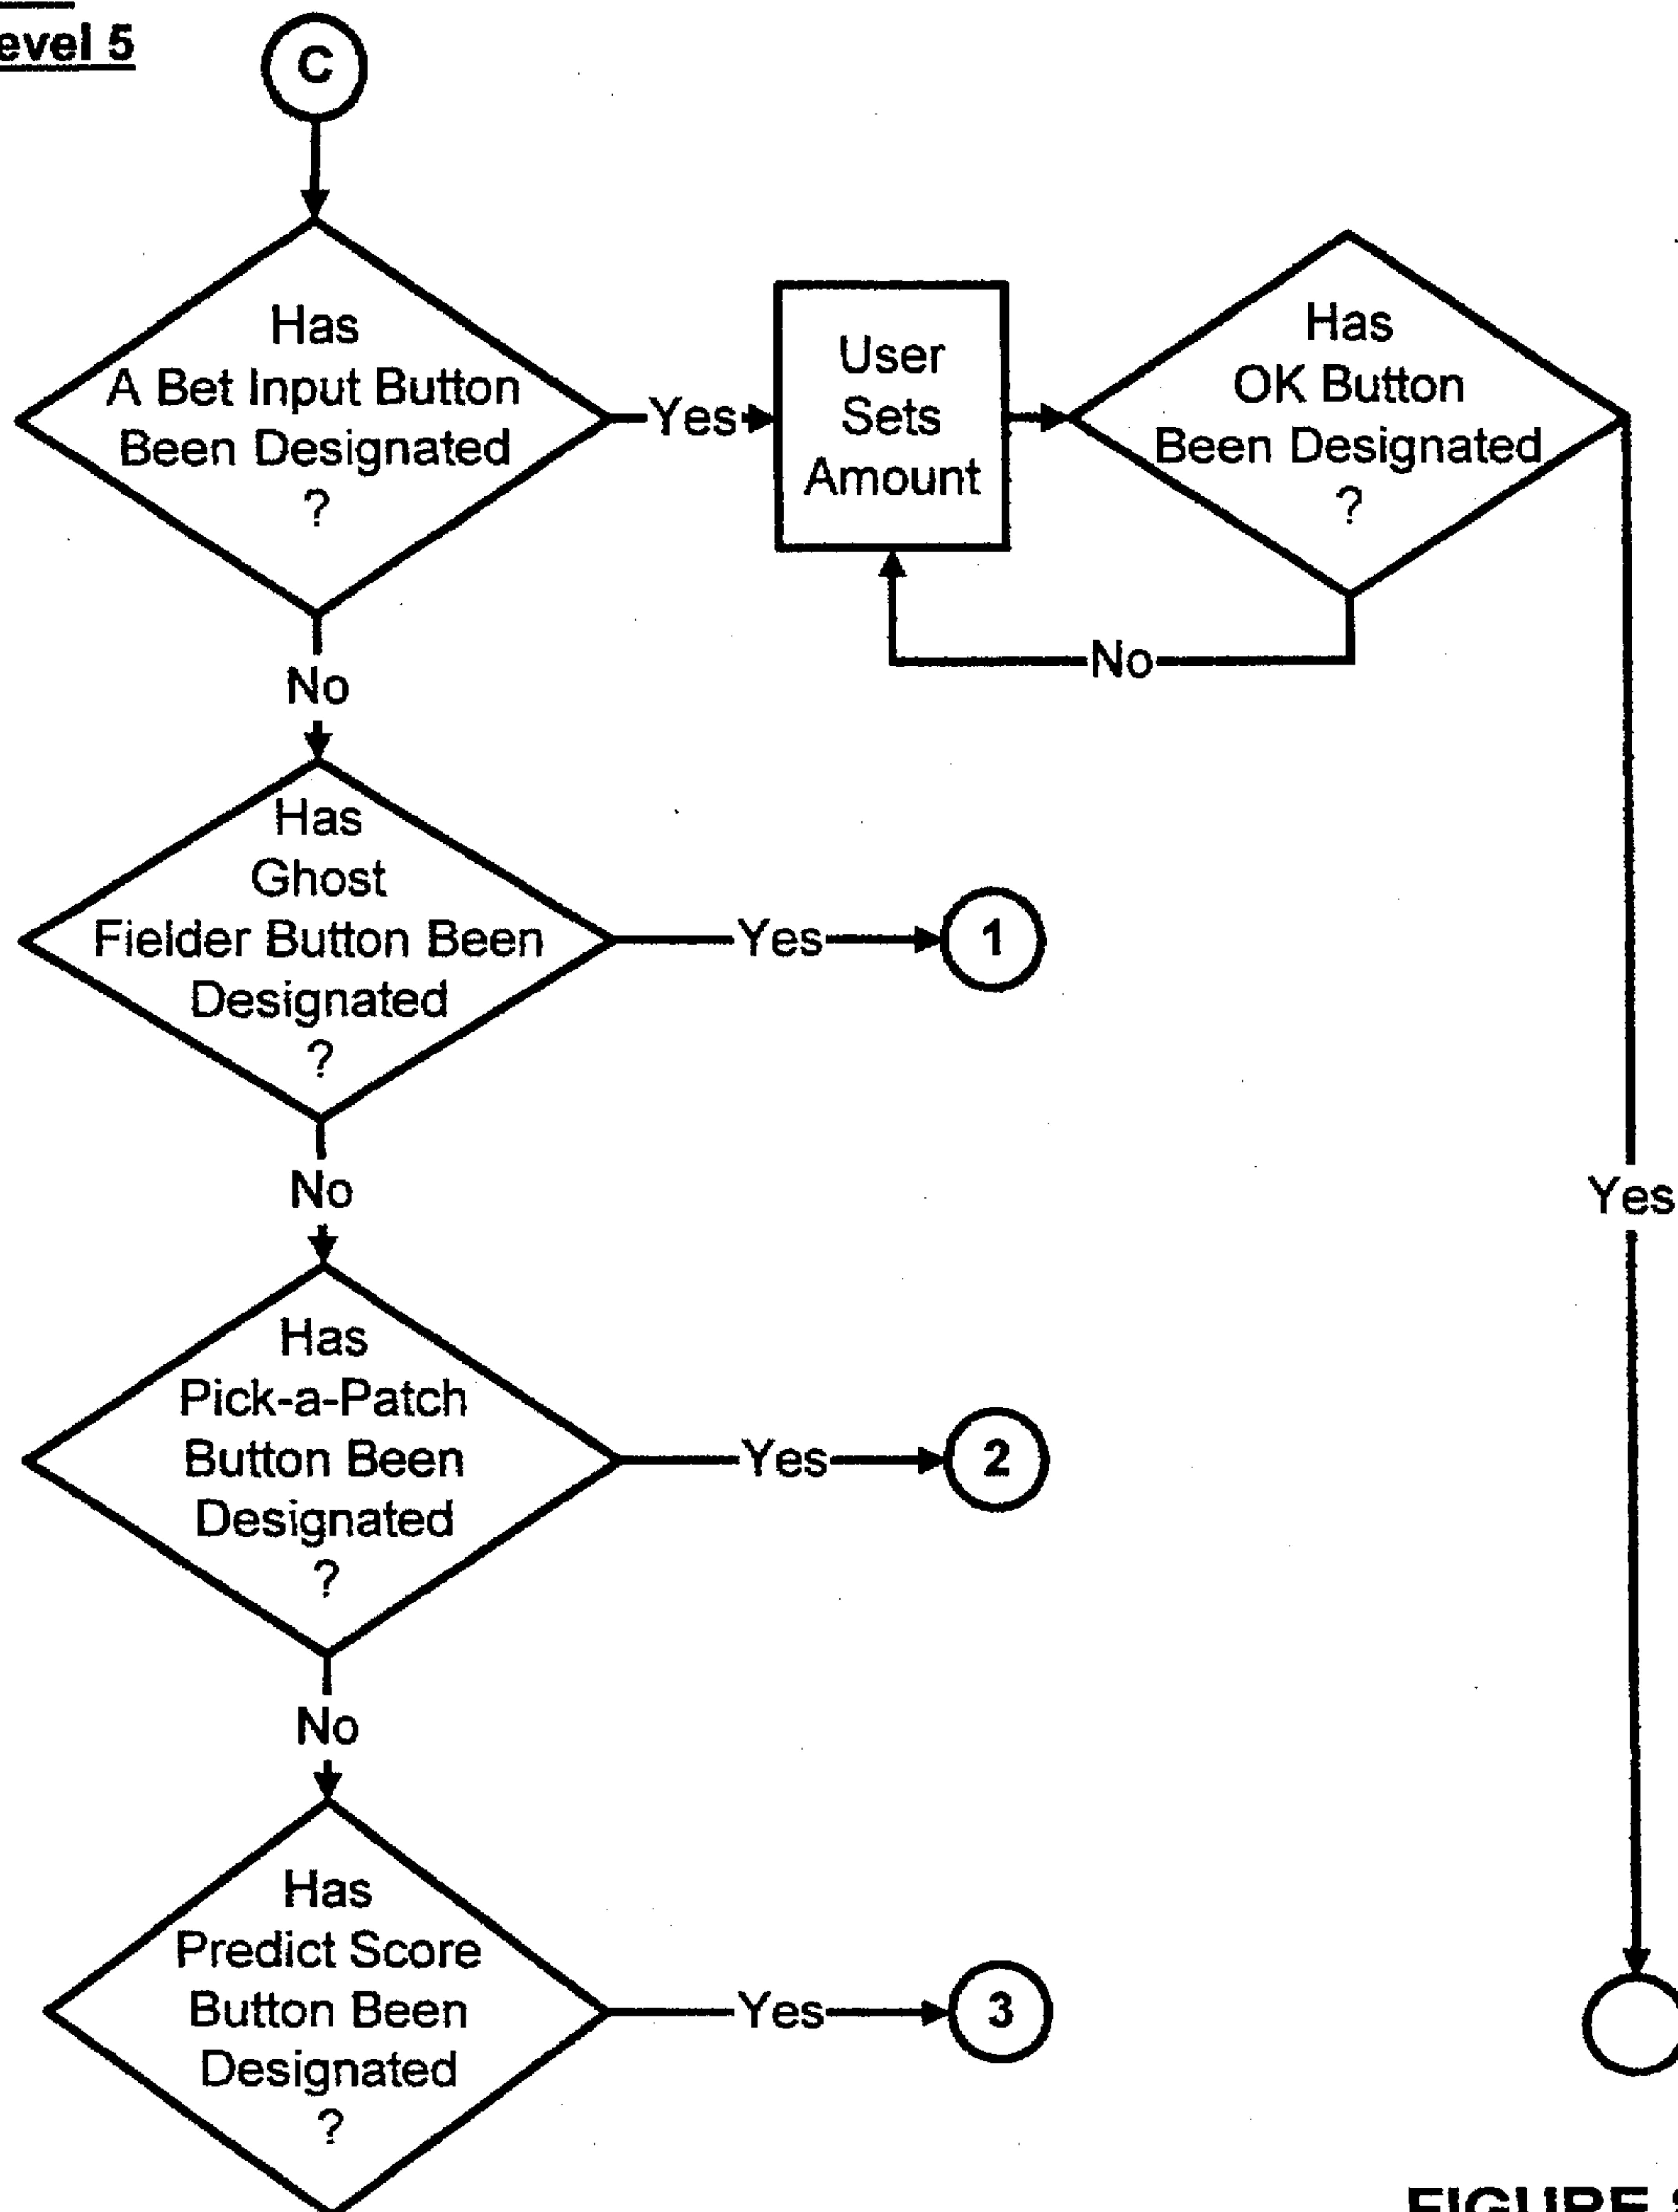 evel 5
C
Has
A Bet Input Button
Been Designated
?
Yes
User
Sets
Amount
Has
OK Button
Been Designated
?
No
No
Yes
Has
Ghost
Fielder Button Been
Designated
?
Yes
1
No
Has
Pick-a-Patch
Button Been
Designated
?
Yes
2
No
Has
Predict Score
Button Been
Designated
?
Yes
3
FIGURE